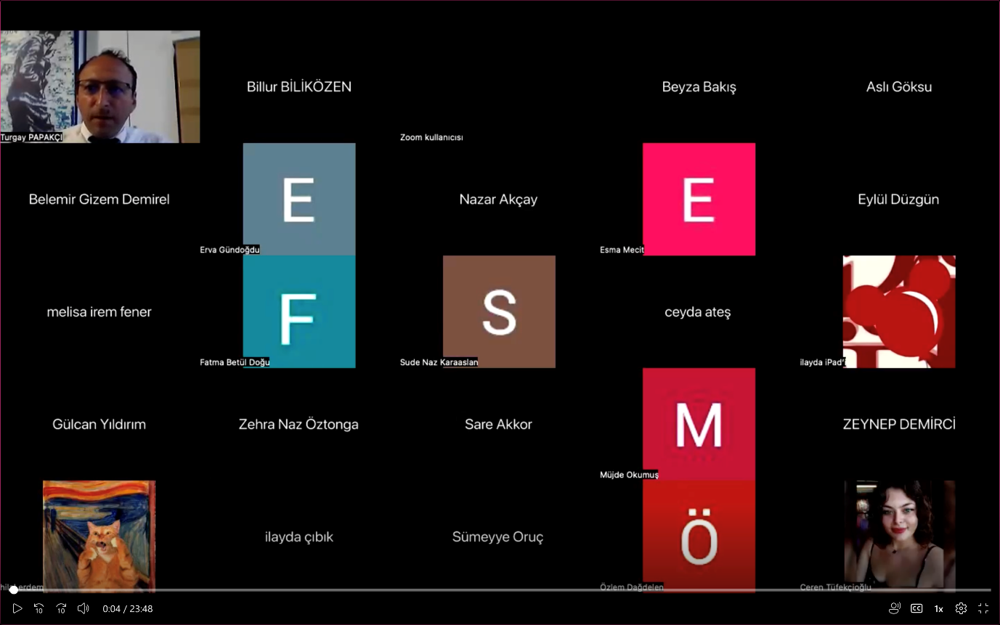 Turgay PAPAKÇI
Billur BİLİKÖZEN
Zoom kullanıcısı
Beyza Bakış
Aslı Göksu
Belemir Gizem Demirel
E
Erva Gündoğdu
Nazar Akçay
E
Esma Mecit
Eylül Düzgün
melisa irem fener
F
Fatma Betül Doğu
S
Sude Naz Karaaslan
ceyda ateş
ilayda iPad'i
Gülcan Yıldırım
Zehra Naz Öztonga
Sare Akkor
M
Müjde Okumuş
ZEYNEP DEMİRCİ
erdem
ilayda çıbık
Sümeyye Oruç
Ö
Özlem Dağdelen
Ceren Tüfekçioğlu
10
10
0:04 / 23:48
CC
1x